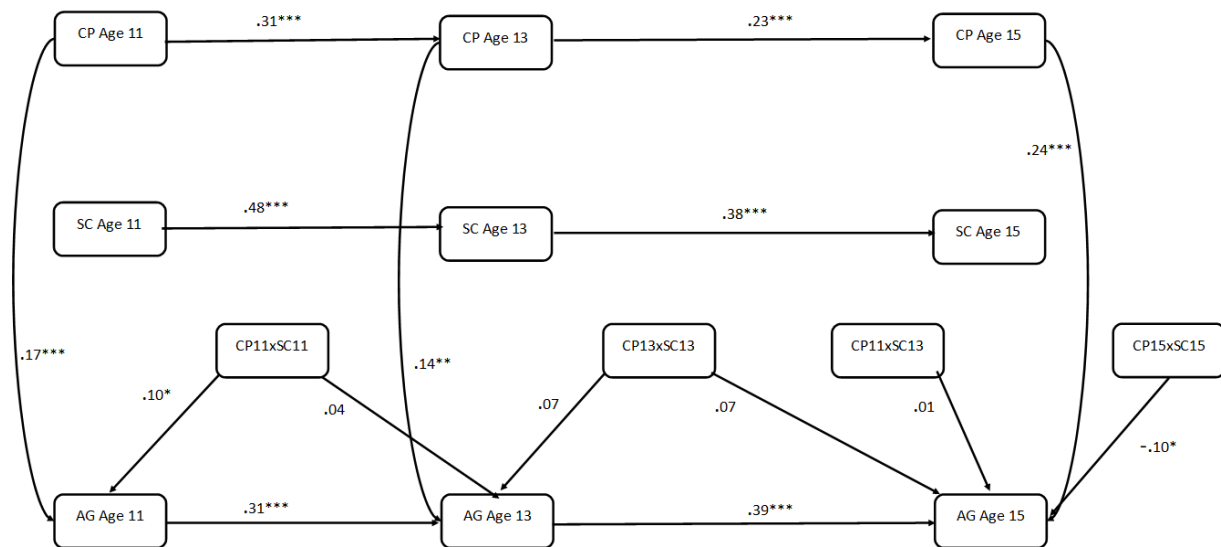 .31***
.23***
CP Age 11
CP Age 13
CP Age 15
.24***
.48***
.38***
SC Age 11
SC Age 13
SC Age 15
CP11xSC11
CP13xSC13
CP11xSC13
CP15xSC15
.17***
.14**
.10*
.04
.07
.07
.01
-.10*
.31***
.39***
AG Age 11
AG Age 13
AG Age 15